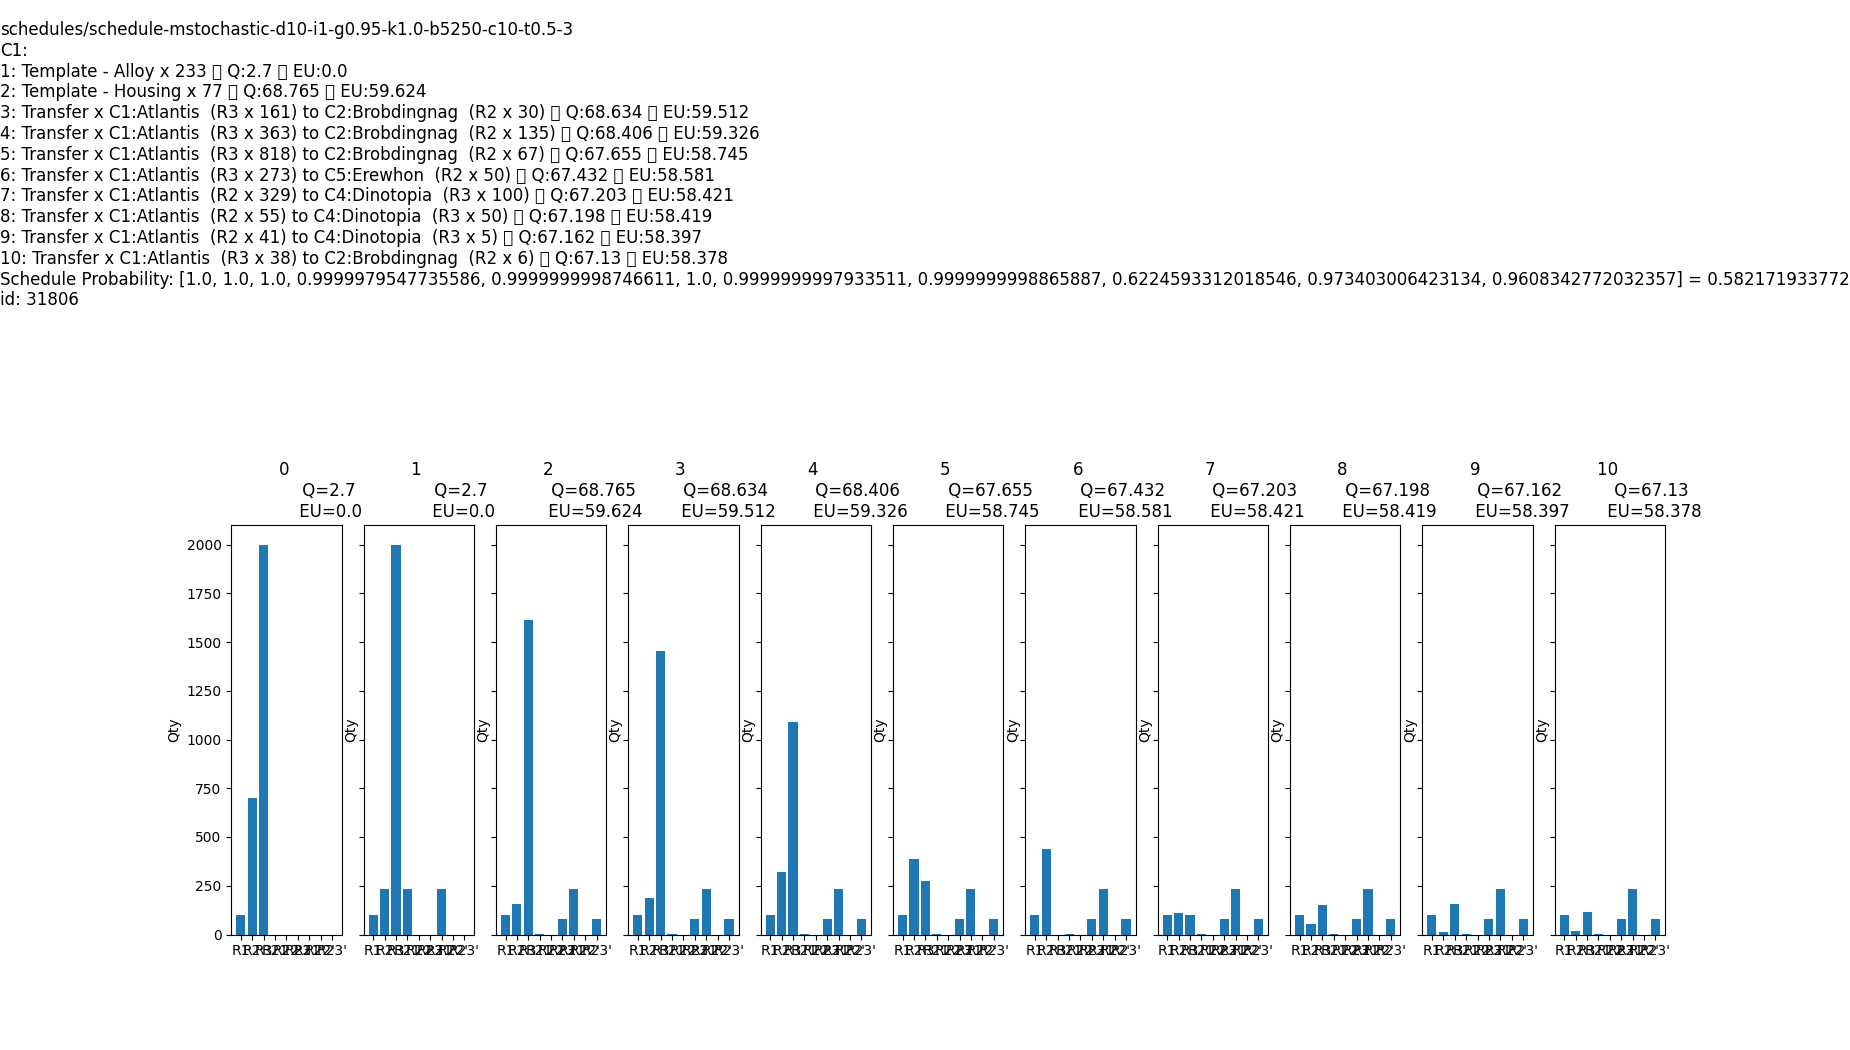 schedules/schedule-mstochastic-d10-i1-g0.95-k1.0-b5250-c10-t0.5-3
C1:
1: Template - Alloy x 233 ▯ Q:2.7 ▯ EU:0.0
2: Template - Housing x 77 ▯ Q:68.765 ▯ EU:59.624
3: Transfer x C1:Atlantis  (R3 x 161) to C2:Brobdingnag  (R2 x 30) ▯ Q:68.634 ▯ EU:59.512
4: Transfer x C1:Atlantis  (R3 x 363) to C2:Brobdingnag  (R2 x 135) ▯ Q:68.406 ▯ EU:59.326
5: Transfer x C1:Atlantis  (R3 x 818) to C2:Brobdingnag  (R2 x 67) ▯ Q:67.655 ▯ EU:58.745
6: Transfer x C1:Atlantis  (R3 x 273) to C5:Erewhon  (R2 x 50) ▯ Q:67.432 ▯ EU:58.581
7: Transfer x C1:Atlantis  (R2 x 329) to C4:Dinotopia  (R3 x 100) ▯ Q:67.203 ▯ EU:58.421
8: Transfer x C1:Atlantis  (R2 x 55) to C4:Dinotopia  (R3 x 50) ▯ Q:67.198 ▯ EU:58.419
9: Transfer x C1:Atlantis  (R2 x 41) to C4:Dinotopia  (R3 x 5) ▯ Q:67.162 ▯ EU:58.397
10: Transfer x C1:Atlantis  (R3 x 38) to C2:Brobdingnag  (R2 x 6) ▯ Q:67.13 ▯ EU:58.378
Schedule Probability: [1.0, 1.0, 1.0, 0.9999979547735586, 0.9999999998746611, 1.0, 0.9999999997933511, 0.9999999998865887, 0.6224593312018546, 0.973403006423134, 0.9608342772032357] = 0.582171933772
id: 31806
0 1 2 3 4 5 6 7 8 9 10
Q=2.7 Q=2.7 Q=68.765 Q=68.634 Q=68.406 Q=67.655 Q=67.432 Q=67.203 Q=67.198 Q=67.162 Q=67.13
EU=0.0 EU=0.0 EU=59.624 EU=59.512 EU=59.326 EU=58.745 EU=58.581 EU=58.421 EU=58.419 EU=58.397 EU=58.378
2000
1750
1500
1250
1000
750
500
250
0
Qty Qty Qty Qty Qty Qty Qty Qty Qty Qty Qty